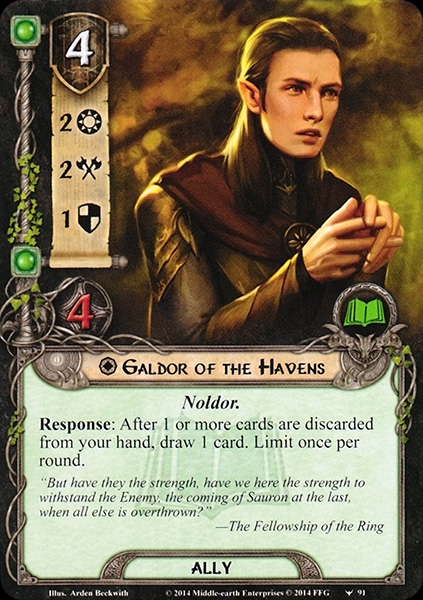 4
2
2
1
4
Galdor of the Havens
Noldor.
Response: After 1 or more cards are discarded
from your hand, draw 1 card. Limit once per
round.
“But have they the strength, have we here the strength to
withstand the Enemy, the coming of Sauron at the last,
when all else is overthrown?”
—The Fellowship of the Ring
ALLY
Illus. Arden Beckwith © 2014 Middle-earth Enterprises © 2014 FFG 91